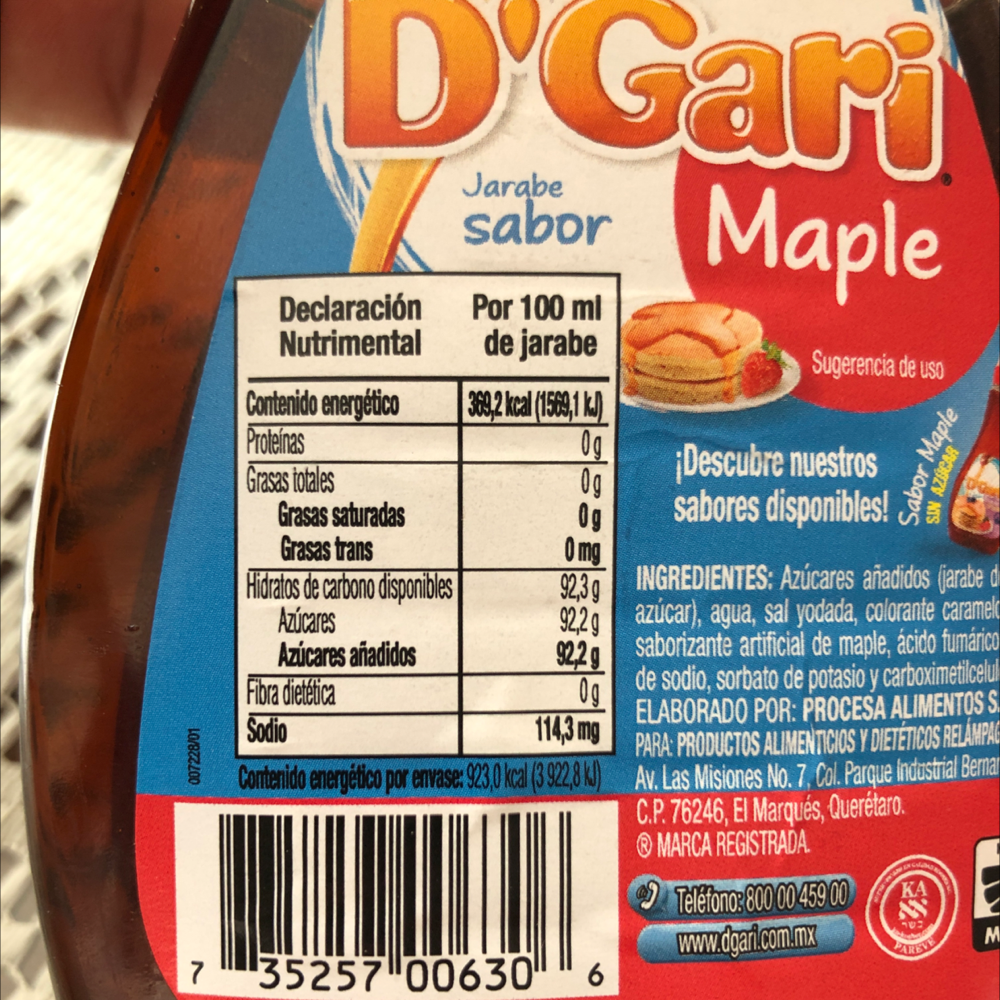 D'Gari®
Jarabe
sabor
Maple
Declaración Nutrimental
Por 100 ml de jarabe
Contenido energético 369,2 kcal (1569,1 kJ)
Proteínas 0 g
Grasas totales 0 g
Grasas saturadas 0 g
Grasas trans 0 mg
Hidratos de carbono disponibles 92,3 g
Azúcares 92,2 g
Azúcares añadidos 92,2 g
Fibra dietética 0 g
Sodio 114,3 mg
Contenido energético por envase: 923,0 kcal (3 922,8 kJ)
007228/01
7 35257 00630 6
Sugerencia de uso
¡Descubre nuestros
sabores disponibles!
Sabor Maple
SIN AZÚCAR
INGREDIENTES: Azúcares añadidos (jarabe
azúcar), agua, sal yodada, colorante
saborizante artificial de maple, ácido
de sodio, sorbato de potasio y
ELABORADO POR: PROCESA ALIMENTOS
PARA: PRODUCTOS ALIMENTICIOS Y DIETÉTICOS
Av. Las Misiones No. 7, Col. Parque Industrial
C.P. 76246, El Marqués, Querétaro.
® MARCA REGISTRADA.
Teléfono: 800 00 459 00
www.dgari.com.mx
KA
כשר
PAREVE